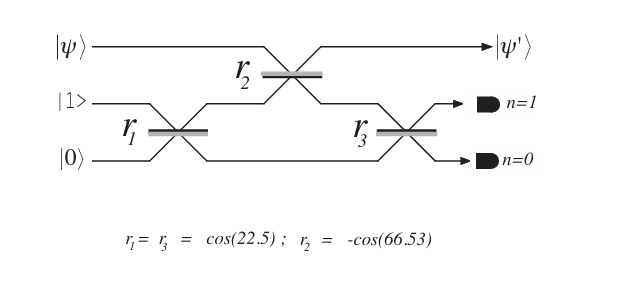 |ψ⟩ |ψ'⟩
r₂
|1> n=1
r₁ r₃
|0⟩ n=0
r₁= r₃ = cos(22.5) ; r₂ = -cos(66.53)